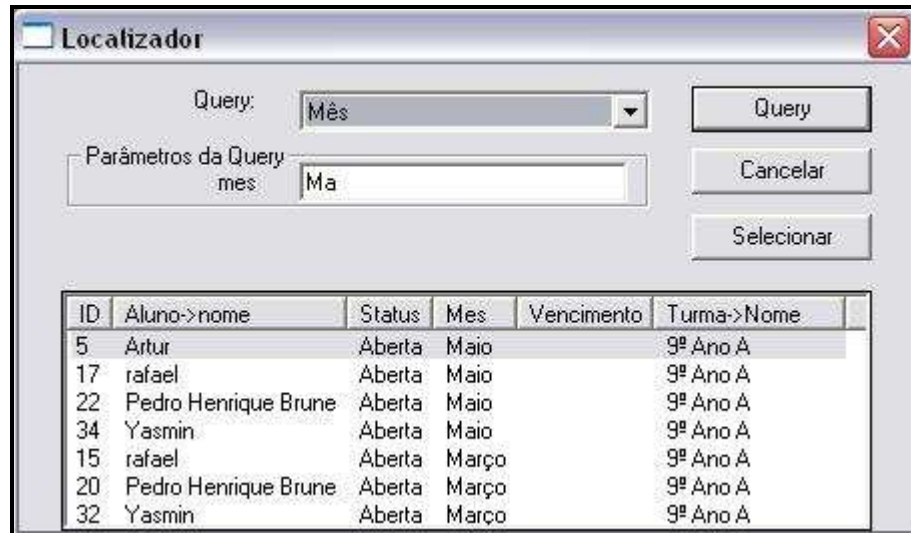 Localizador
Query: Mês Query
Parâmetros da Query
mes Ma Cancelar
Selecionar
ID Aluno->nome Status Mes Vencimento Turma->Nome
5 Artur Aberta Maio 9º Ano A
17 rafael Aberta Maio 9º Ano A
22 Pedro Henrique Brune Aberta Maio 9º Ano A
34 Yasmin Aberta Maio 9º Ano A
15 rafael Aberta Março 9º Ano A
20 Pedro Henrique Brune Aberta Março 9º Ano A
32 Yasmin Aberta Março 9º Ano A